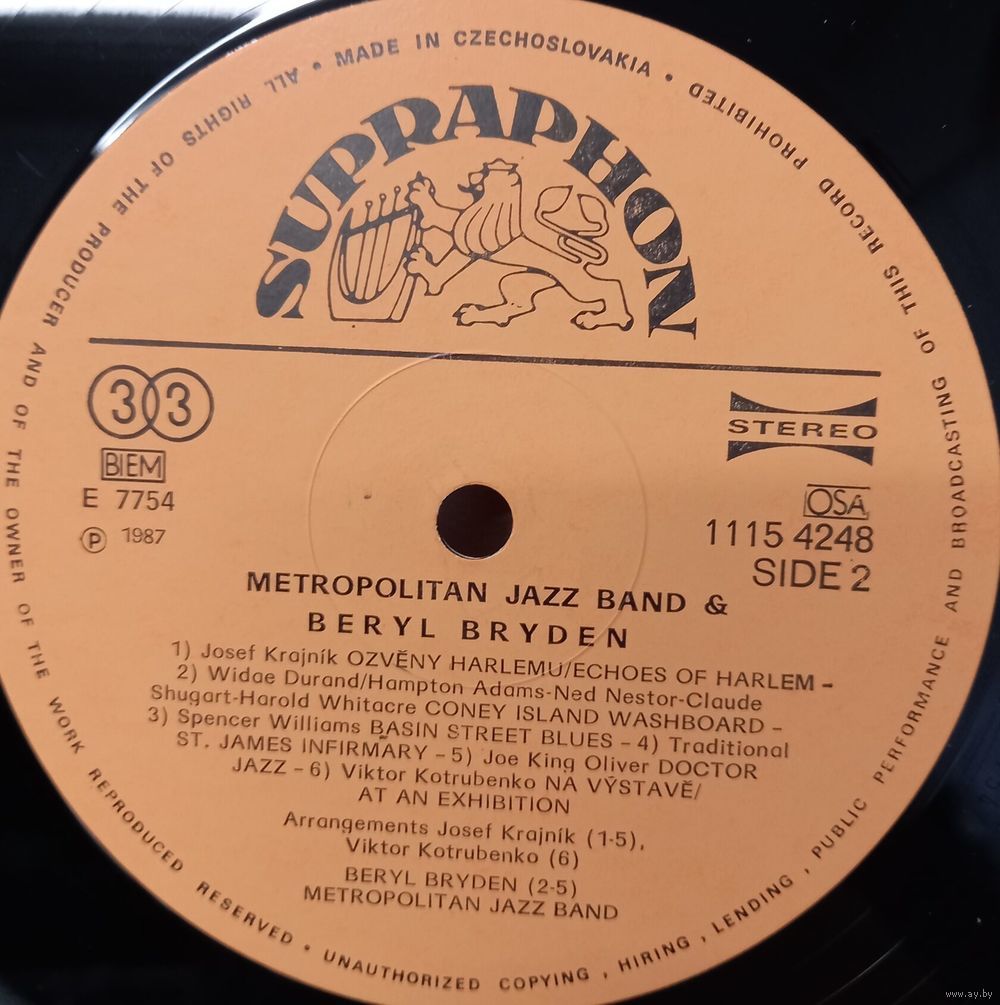 MADE IN CZECHOSLOVAKIA •
ALL RIGHTS OF THE PRODUCER AND OF THE OWNER OF THE WORK REPRODUCED RESERVED • UNAUTHORIZED COPYING, HIRING, LENDING, PUBLIC PERFORMANCE AND BROADCASTING OF THIS RECORD PROHIBITED •
SUPRAPHON
33
STEREO
BIEM
E 7754
℗ 1987
OSA
1115 4248
SIDE 2
METROPOLITAN JAZZ BAND &
BERYL BRYDEN
1) Josef Krajník OZVĚNY HARLEMU/ECHOES OF HARLEM –
2) Widae Durand/Hampton Adams-Ned Nestor-Claude
Shugart-Harold Whitacre CONEY ISLAND WASHBOARD –
3) Spencer Williams BASIN STREET BLUES – 4) Traditional
ST. JAMES INFIRMARY – 5) Joe King Oliver DOCTOR
JAZZ – 6) Viktor Kotrubenko NA VÝSTAVĚ/
AT AN EXHIBITION
Arrangements Josef Krajník (1-5),
Viktor Kotrubenko (6)
BERYL BRYDEN (2-5)
METROPOLITAN JAZZ BAND
www.ay.by